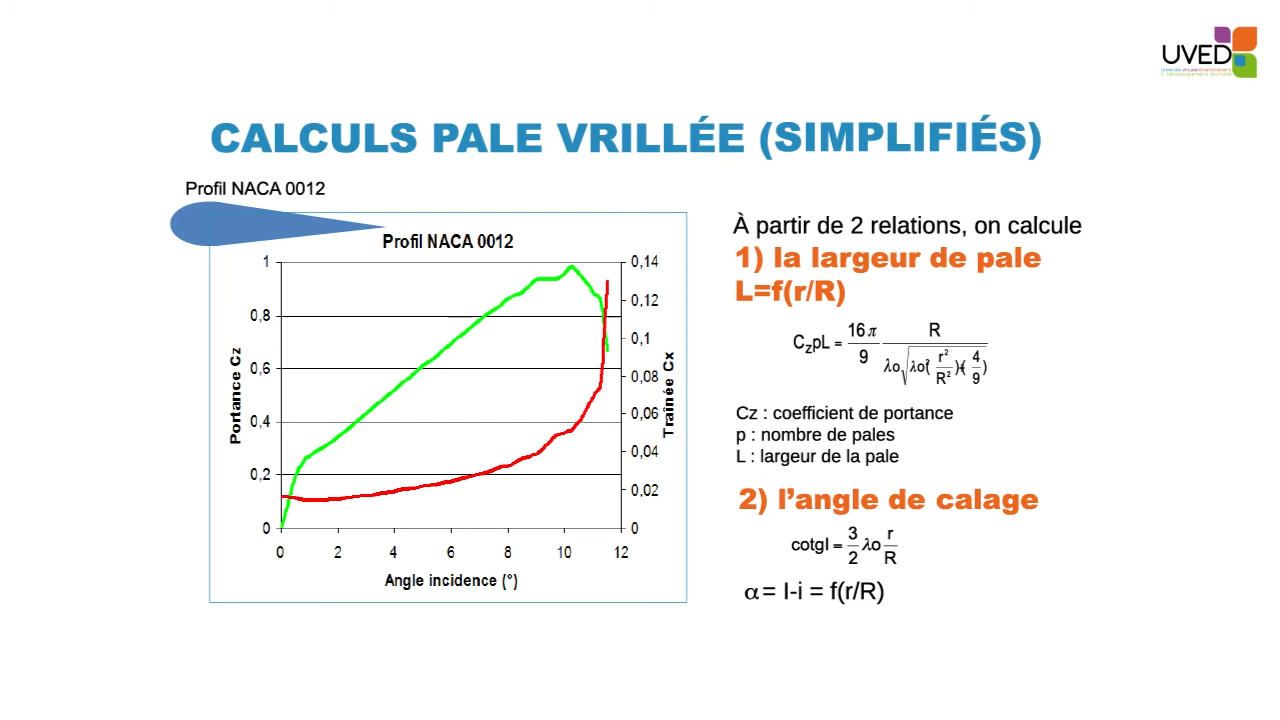 UVED
CALCULS PALE VRILLÉE (SIMPLIFIÉS)
Profil NACA 0012
Profil NACA 0012
Portance Cz
1
0,8
0,6
0,4
0,2
0
0,14
0,12
0,1
0,08
0,06
0,04
0,02
0
Traînée Cx
0 2 4 6 8 10 12
Angle incidence (°)
À partir de 2 relations, on calcule
1) la largeur de pale
L=f(r/R)
CzpL = 16π/9 R/(λo√(λo²(r²/R²)+(4/9)))
Cz : coefficient de portance
p : nombre de pales
L : largeur de la pale
2) l’angle de calage
cotgI = 3/2 λo r/R
α = I-i = f(r/R)